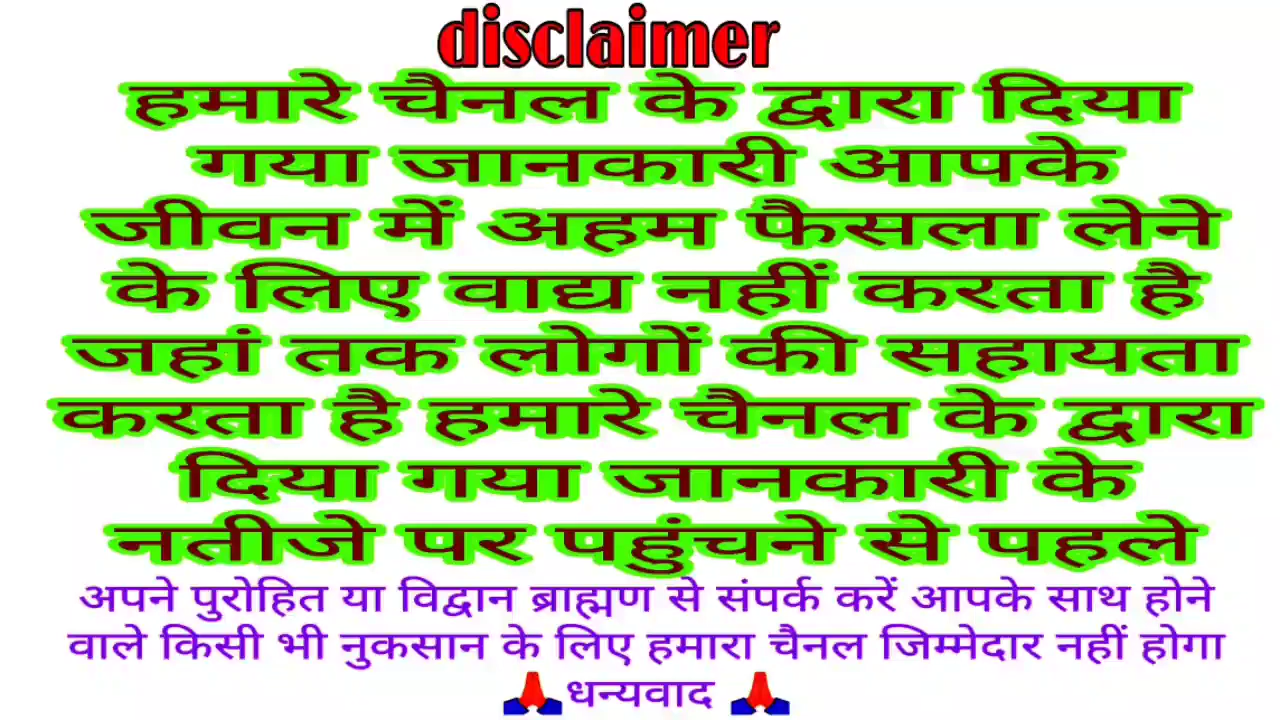 disclaimer
हमारे चैनल के द्वारा दिया
गया जानकारी आपके
जीवन में अहम फैसला लेने
के लिए वाद्य नहीं करता है
जहां तक लोगों की सहायता
करता है हमारे चैनल के द्वारा
दिया गया जानकारी के
नतीजे पर पहुंचने से पहले
अपने पुरोहित या विद्वान ब्राह्मण से संपर्क करें आपके साथ होने
वाले किसी भी नुकसान के लिए हमारा चैनल जिम्मेदार नहीं होगा
🙏धन्यवाद 🙏